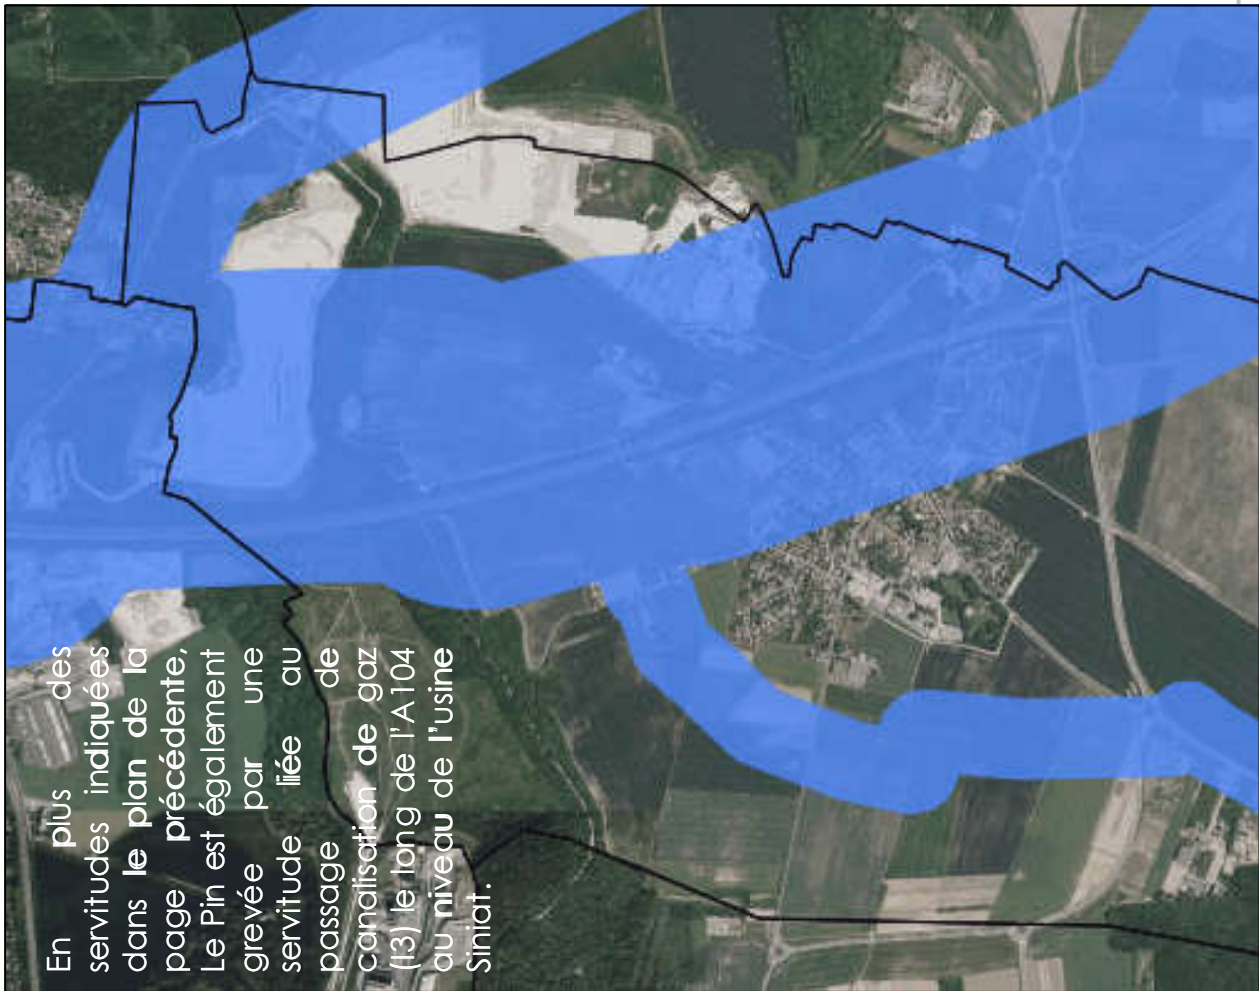 En plus des
servitudes indiquées
dans le plan de la
page précédente,
Le Pin est également
grevée par une
servitude liée au
passage de
canalisation de gaz
(I3) le long de l'A104
au niveau de l'usine
Siniat.